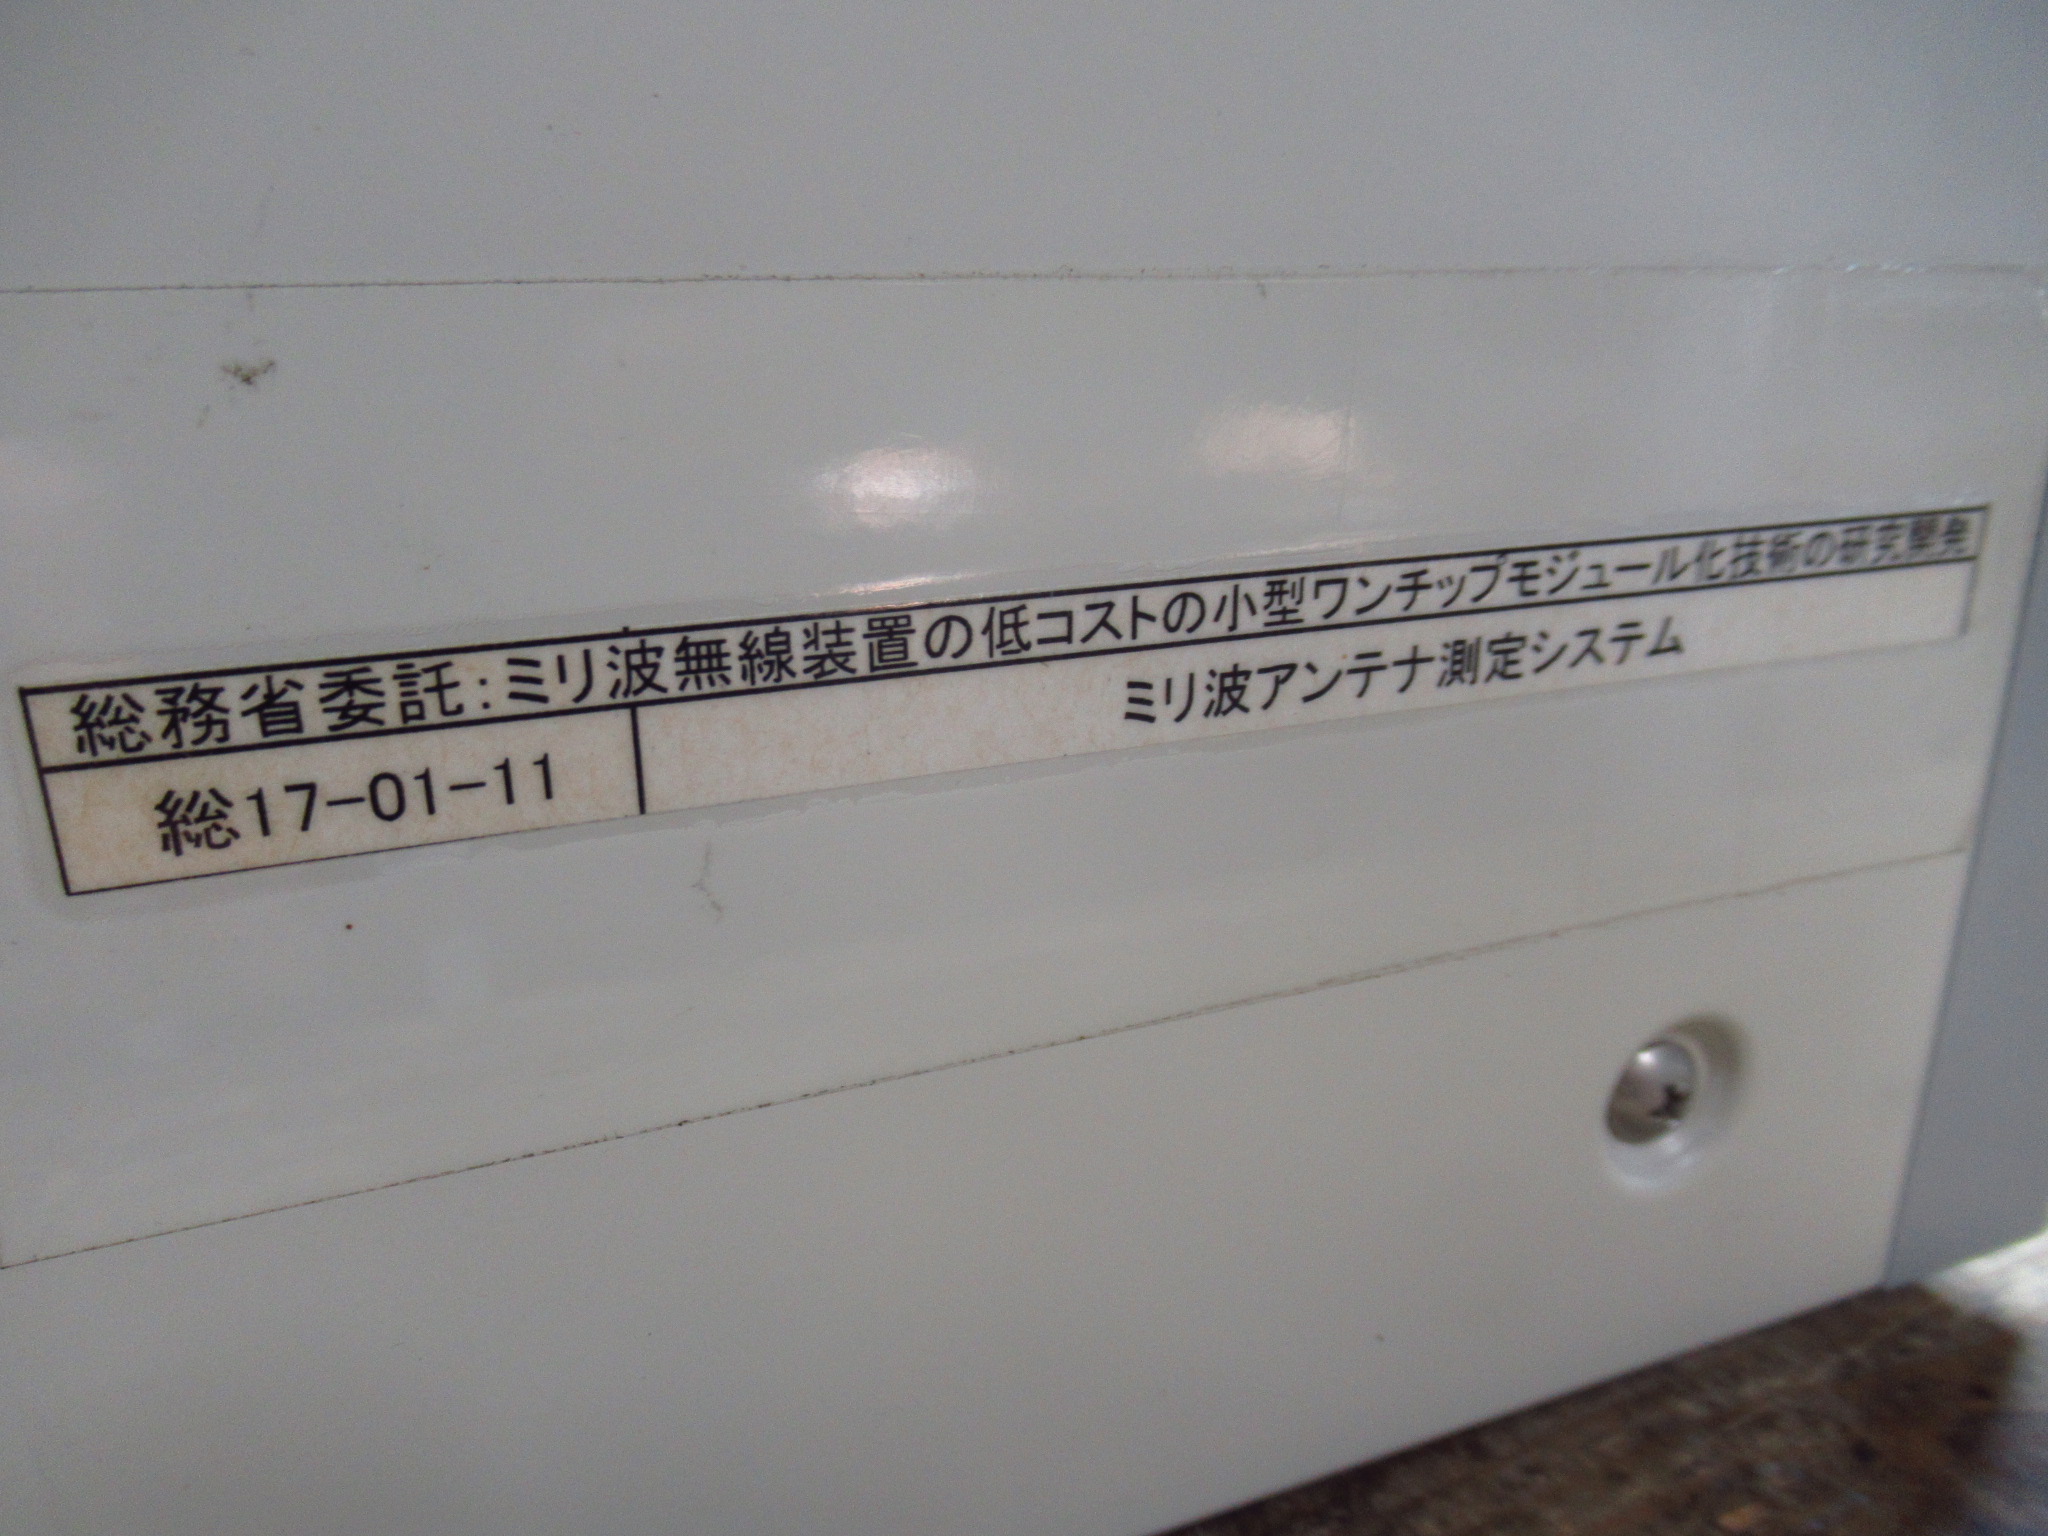 総務省委託:ミリ波無線装置の低コストの小型ワンチップモジュール化技術の研究開発
総17-01-11
ミリ波アンテナ測定システム